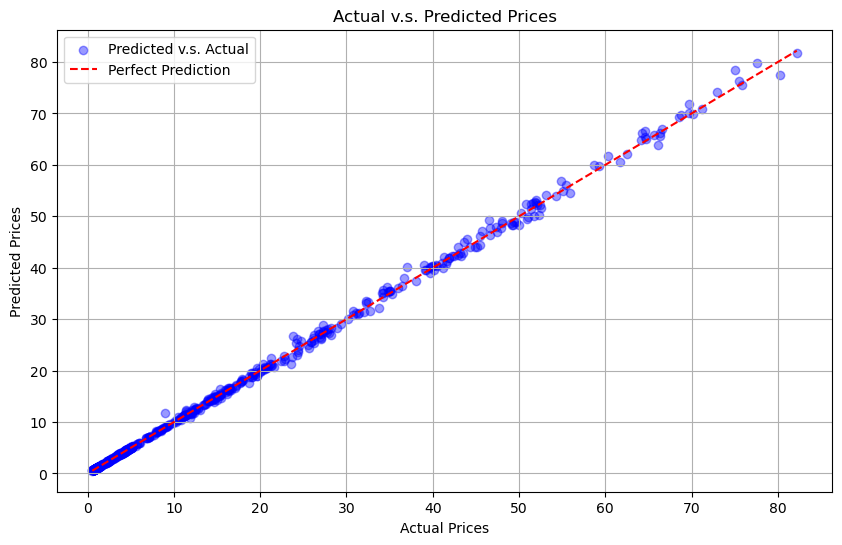 Actual v.s. Predicted Prices
Predicted v.s. Actual
Perfect Prediction
80
70
60
50
40
30
20
10
0
Predicted Prices
0 10 20 30 40 50 60 70 80
Actual Prices